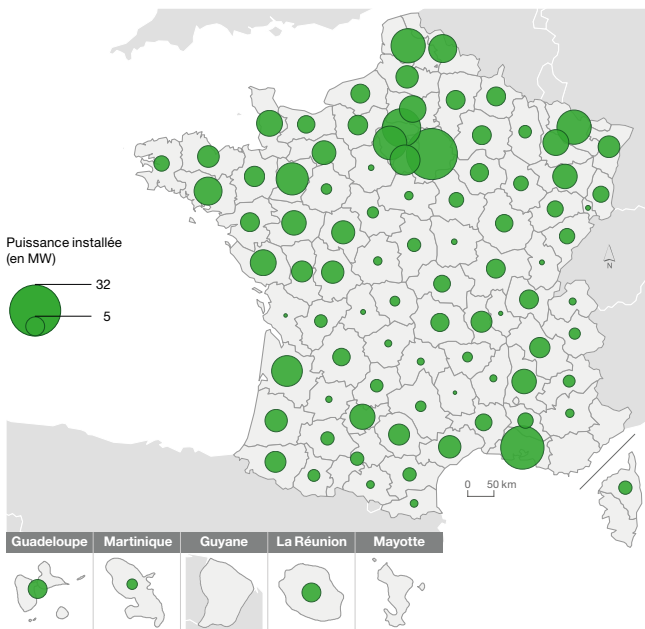 Puissance installée
(en MW)
32
5
N
0 50 km
Guadeloupe Martinique Guyane La Réunion Mayotte